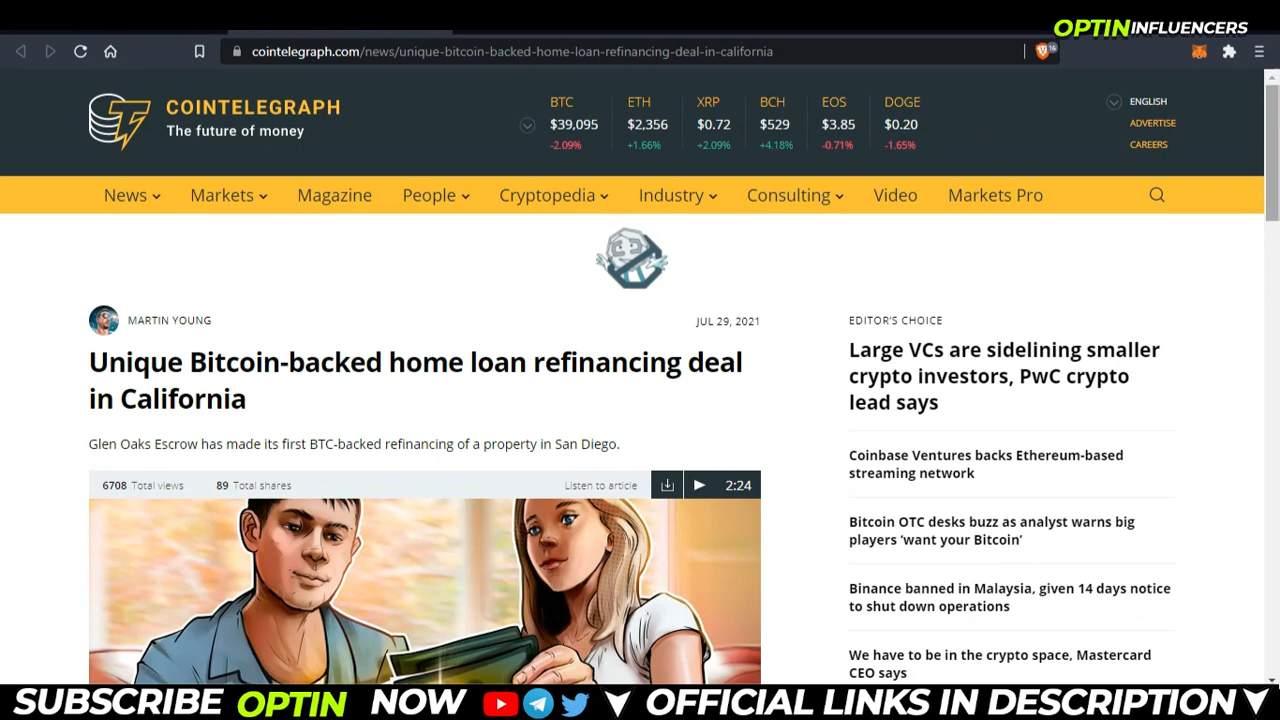 OPTIN INFLUENCERS
cointelegraph.com/news/unique-bitcoin-backed-home-loan-refinancing-deal-in-california
16
COINTELEGRAPH
The future of money
BTC ETH XRP BCH EOS DOGE
$39,095 $2,356 $0.72 $529 $3.85 $0.20
-2.09% +1.66% +2.09% +4.18% -0.71% -1.65%
ENGLISH
ADVERTISE
CAREERS
News Markets Magazine People Cryptopedia Industry Consulting Video Markets Pro
MARTIN YOUNG
JUL 29, 2021
Unique Bitcoin-backed home loan refinancing deal
in California
Glen Oaks Escrow has made its first BTC-backed refinancing of a property in San Diego.
6708 Total views 89 Total shares Listen to article 2:24
EDITOR'S CHOICE
Large VCs are sidelining smaller
crypto investors, PwC crypto
lead says
Coinbase Ventures backs Ethereum-based
streaming network
Bitcoin OTC desks buzz as analyst warns big
players ‘want your Bitcoin’
Binance banned in Malaysia, given 14 days notice
to shut down operations
We have to be in the crypto space, Mastercard
CEO says
SUBSCRIBE OPTIN NOW OFFICIAL LINKS IN DESCRIPTION